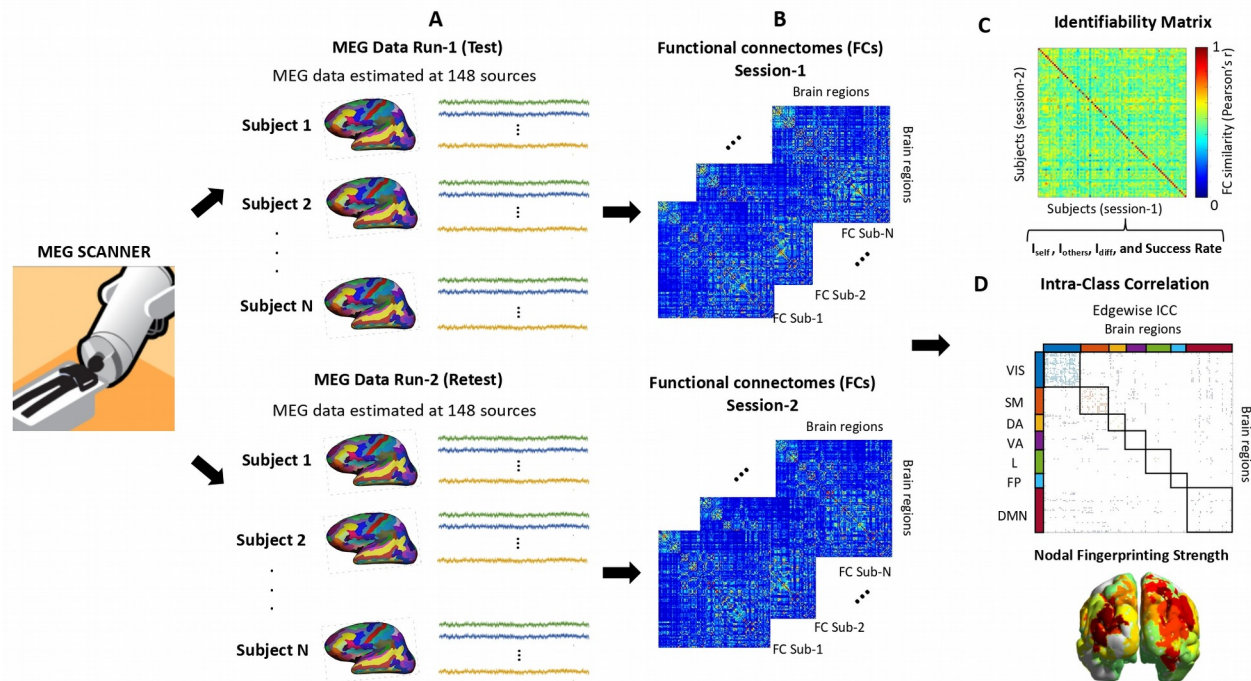 A
B
C
MEG SCANNER
MEG Data Run-1 (Test)
MEG data estimated at 148 sources
Subject 1
Subject 2
Subject N
MEG Data Run-2 (Retest)
MEG data estimated at 148 sources
Subject 1
Subject 2
Subject N
Functional connectomes (FCs)
Session-1
Brain regions
Brain regions
FC Sub-N
FC Sub-2
FC Sub-1
Functional connectomes (FCs)
Session-2
Brain regions
Brain regions
FC Sub-N
FC Sub-2
FC Sub-1
Identifiability Matrix
Subjects (session-2)
Subjects (session-1)
1
0
FC similarity (Pearson's r)
Iself , Iothers, Idiff, and Success Rate
D
Intra-Class Correlation
Edgewise ICC
Brain regions
VIS
SM
DA
VA
L
FP
DMN
Brain regions
Nodal Fingerprinting Strength